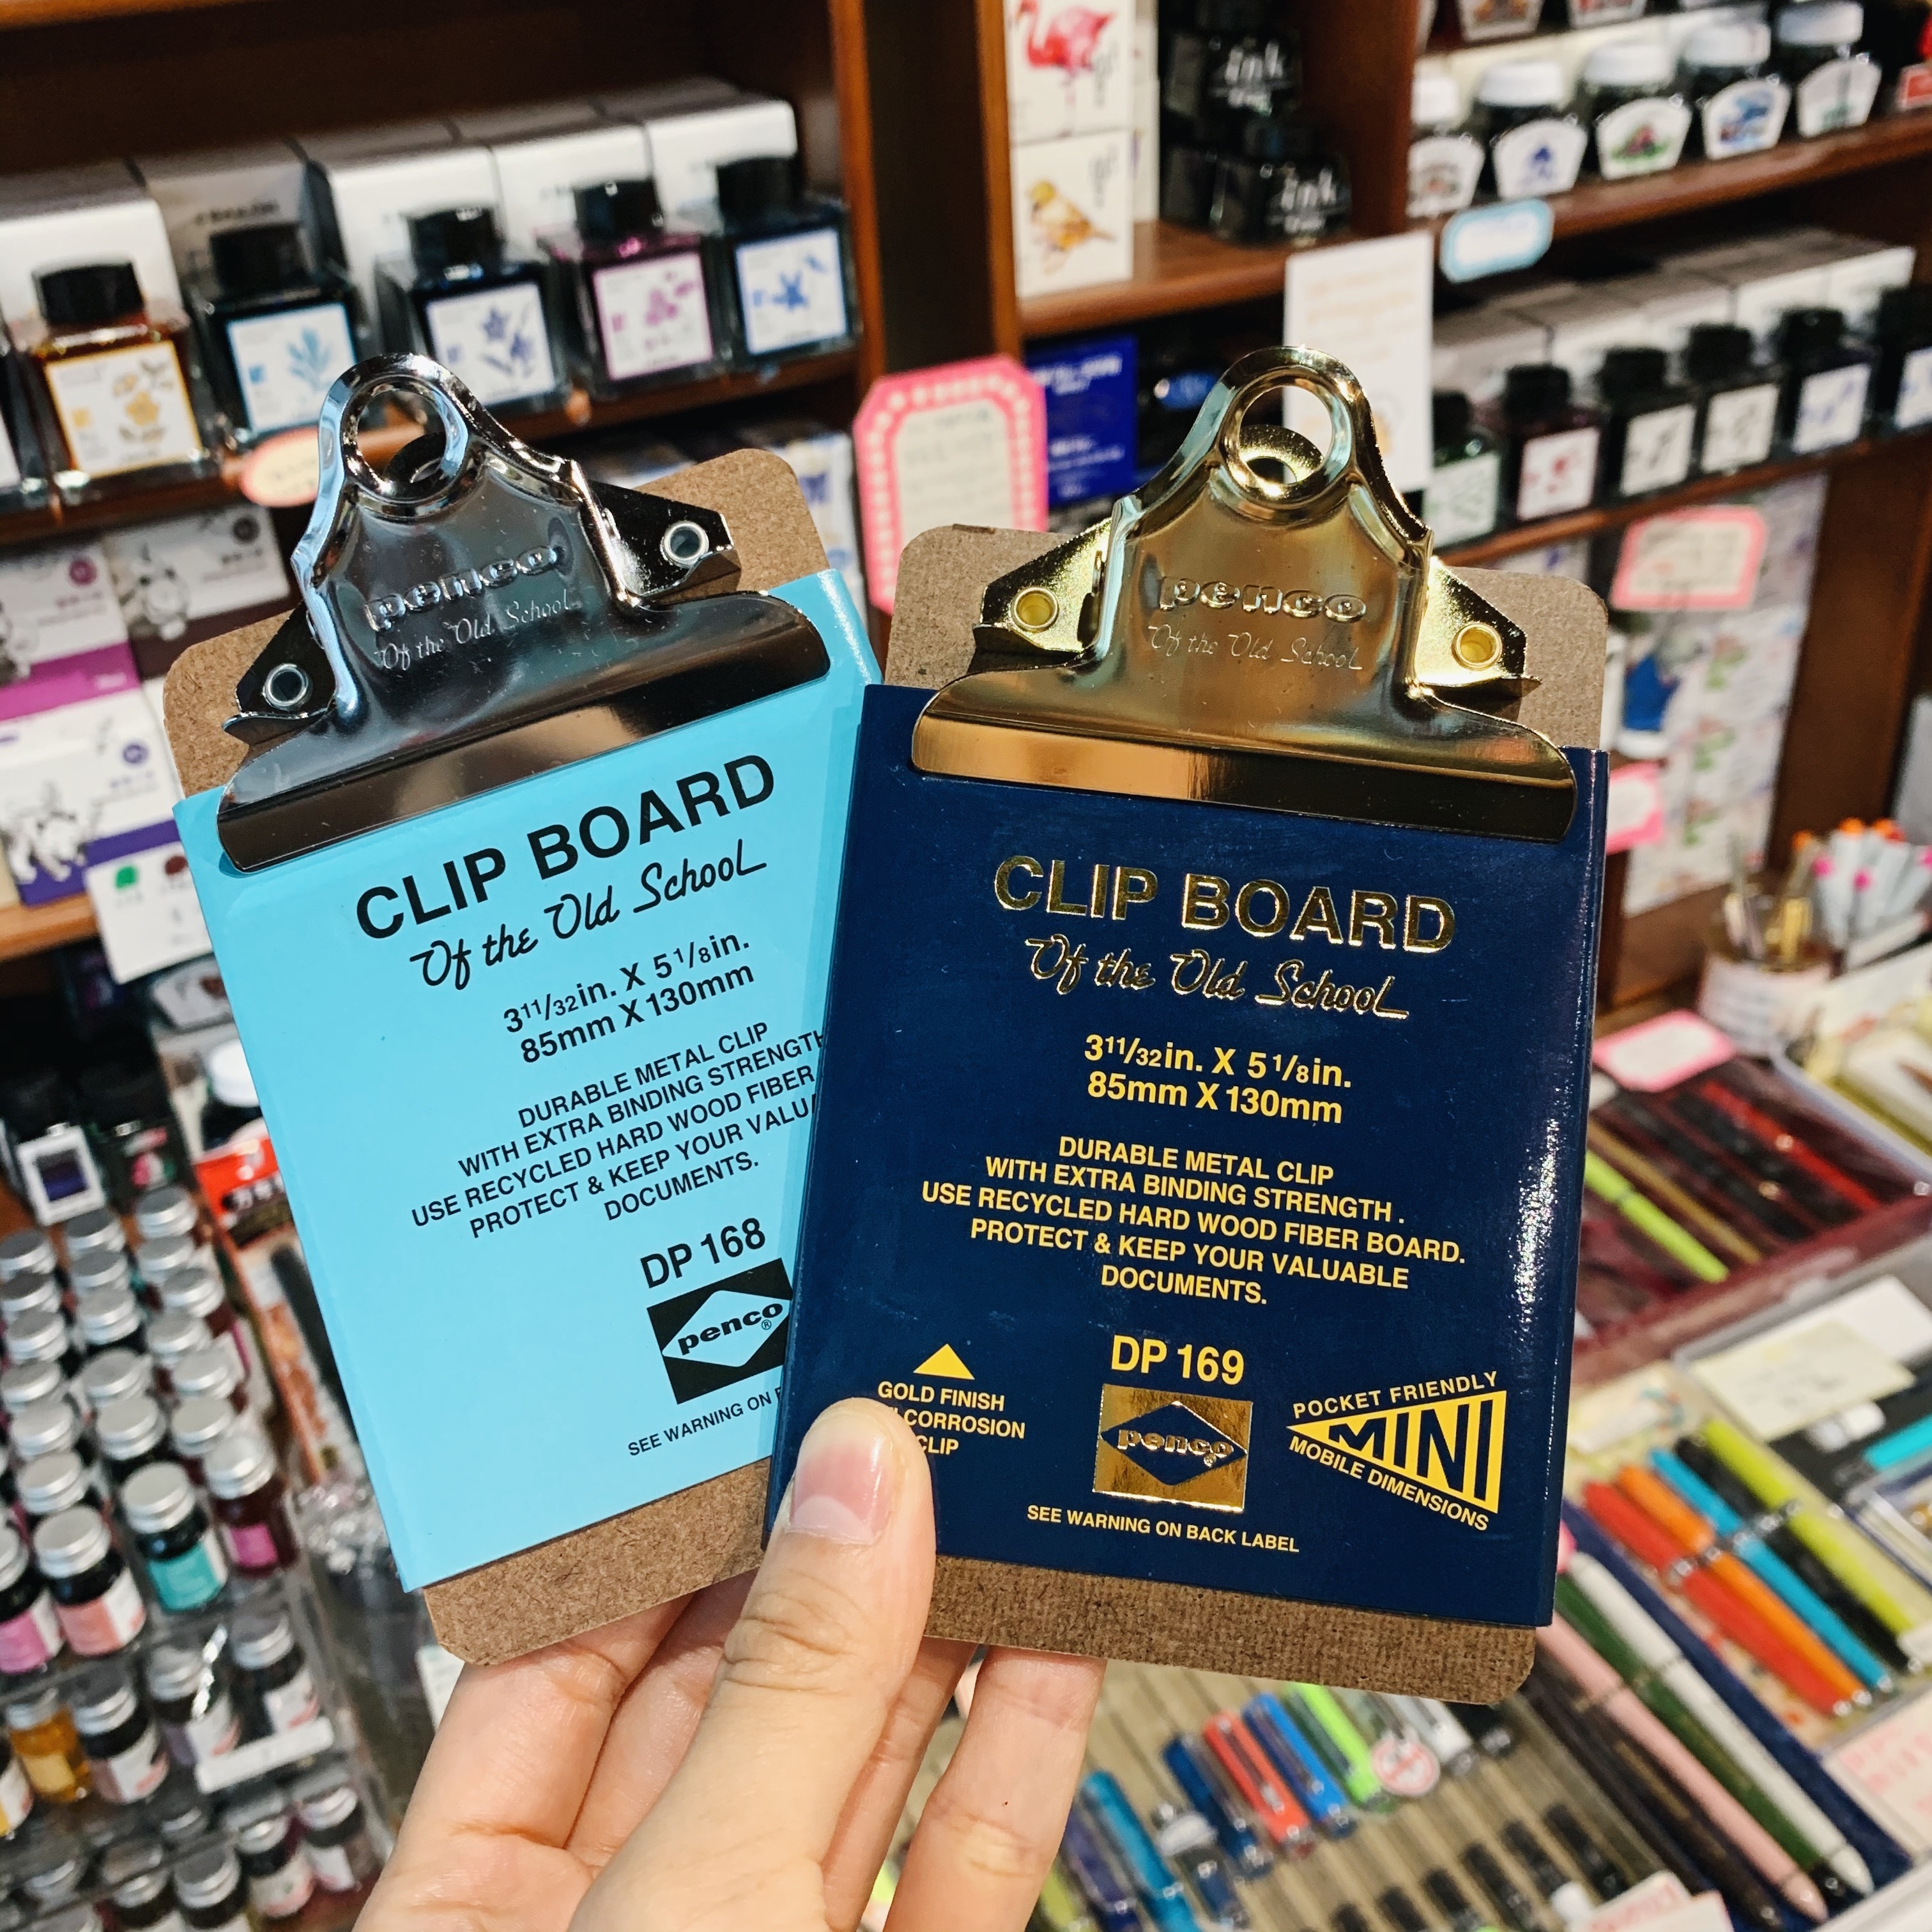 penco
Of the Old School
CLIP BOARD
Of the Old School
3 11/32in. X 5 1/8in.
85mm X 130mm
DURABLE METAL CLIP
WITH EXTRA BINDING STRENGTH
USE RECYCLED HARD WOOD FIBER
PROTECT & KEEP YOUR VALUA
DOCUMENTS.
DP 168
penco®
SEE WARNING ON
penco
Of the Old School
CLIP BOARD
Of the Old School
3 11/32in. X 5 1/8in.
85mm X 130mm
DURABLE METAL CLIP
WITH EXTRA BINDING STRENGTH .
USE RECYCLED HARD WOOD FIBER BOARD.
PROTECT & KEEP YOUR VALUABLE
DOCUMENTS.
DP 169
GOLD FINISH
CORROSION
CLIP
penco®
POCKET FRIENDLY
MINI
MOBILE DIMENSIONS
SEE WARNING ON BACK LABEL
ink
ink